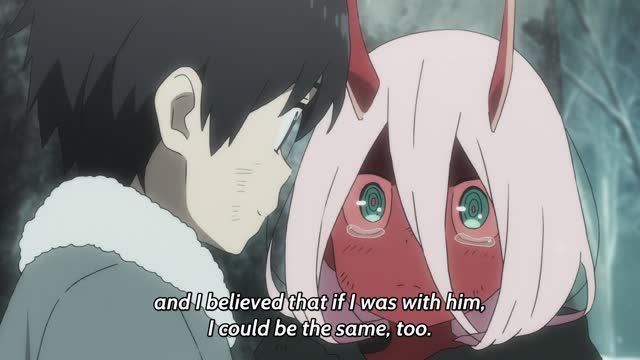 and I believed that if I was with him,
I could be the same, too.